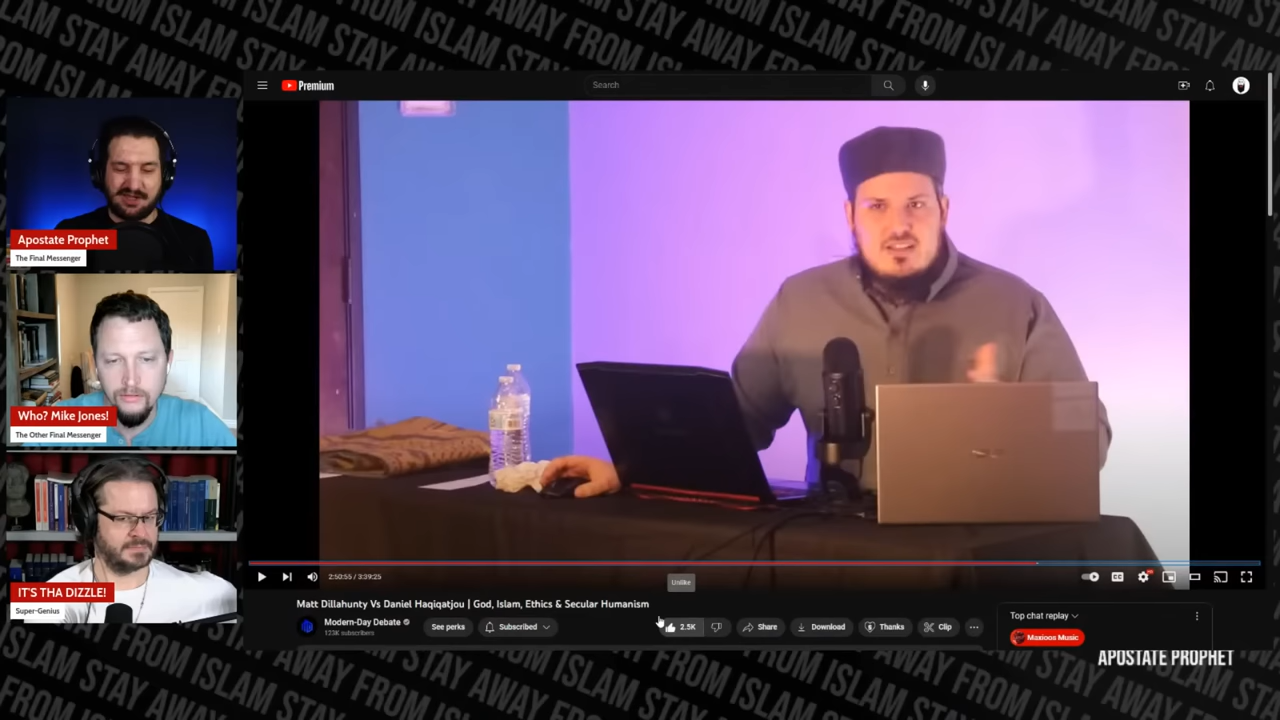 STAY AWAY FROM ISLAM
Premium
Search
Apostate Prophet
The Final Messenger
Who? Mike Jones!
The Other Final Messenger
IT'S THA DIZZLE!
Super-Genius
2:50:55 / 3:39:25
CC
Unlike
Matt Dillahunty Vs Daniel Haqiqatjou | God, Islam, Ethics & Secular Humanism
Modern-Day Debate
123K subscribers
See perks
Subscribed
2.5K
Share
Download
Thanks
Clip
Top chat replay
Maxioos Music
APOSTATE PROPHET